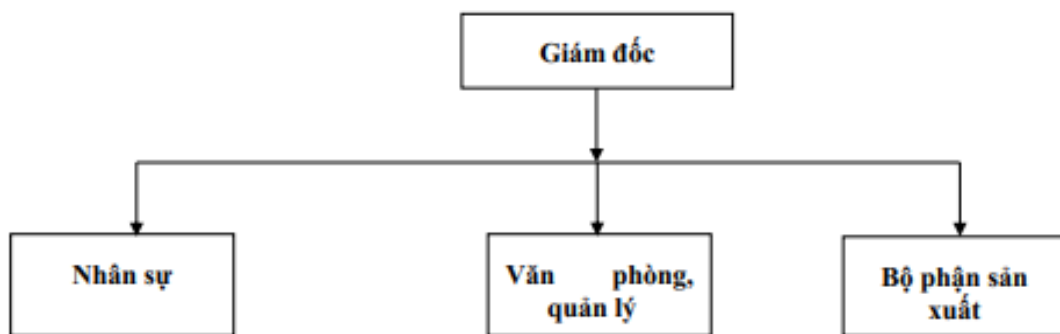 Giám đốc
Nhân sự
Văn phòng,
quản lý
Bộ phận sản
xuất